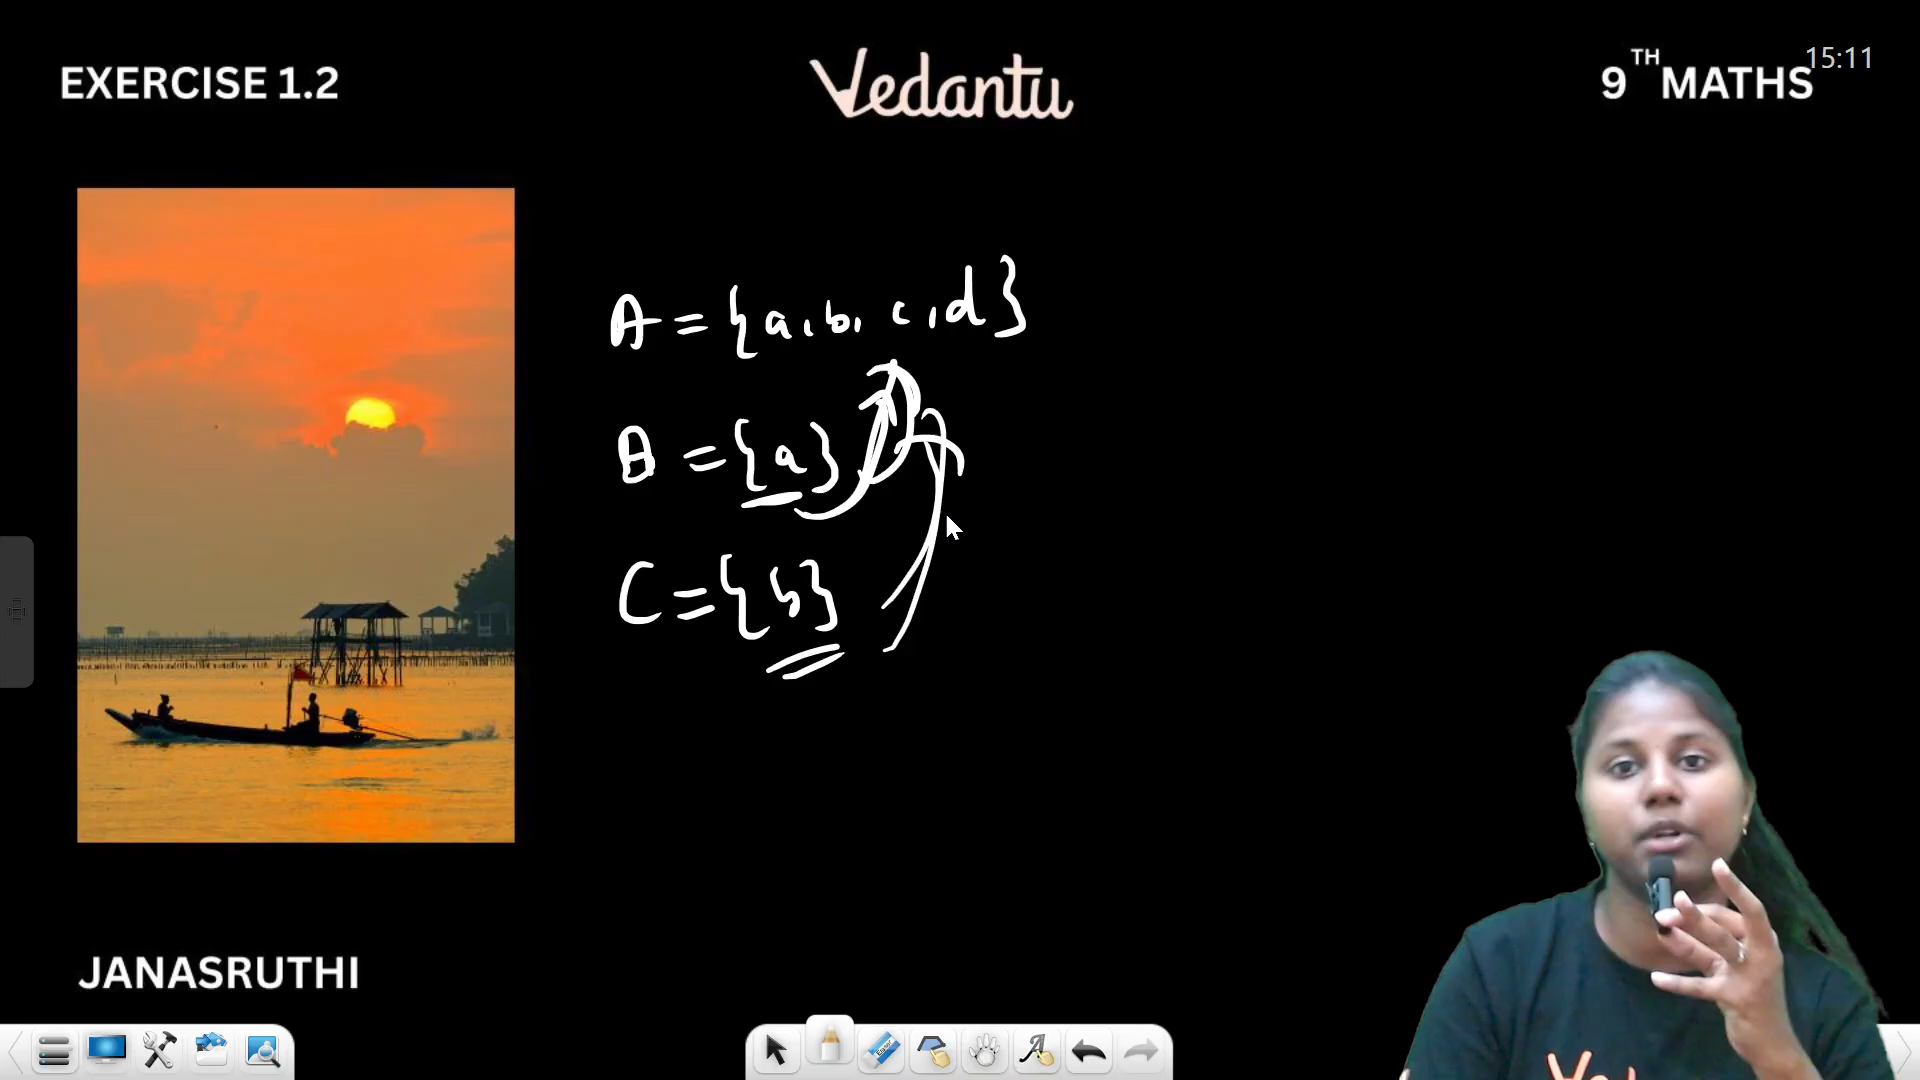 EXERCISE 1.2
Vedantu
9TH MATHS
15:11
A = {a, b, c, d}
B = {a}
C = {b}
JANASRUTHI